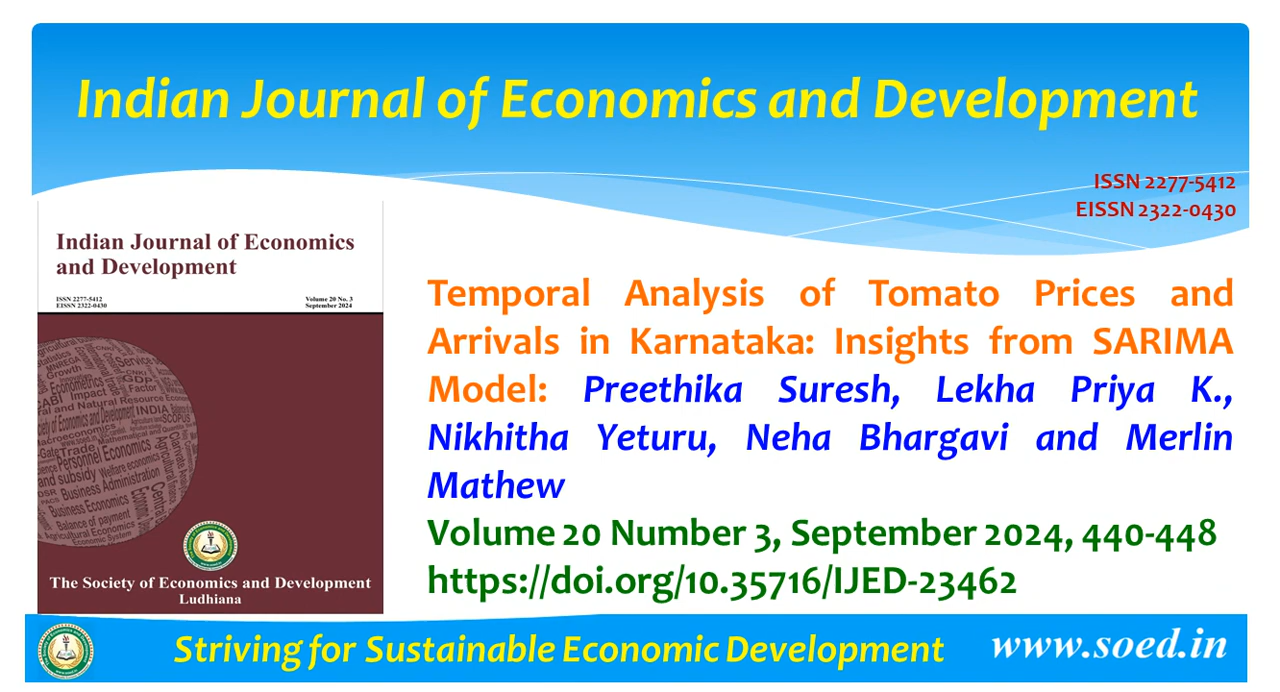 Indian Journal of Economics and Development
ISSN 2277-5412
EISSN 2322-0430
Indian Journal of Economics
and Development
ISSN 2277-5412
EISSN 2322-0430
Volume 20 No. 3
September 2024
The Society of Economics and Development
Ludhiana
Temporal Analysis of Tomato Prices and
Arrivals in Karnataka: Insights from SARIMA
Model: Preethika Suresh, Lekha Priya K.,
Nikhitha Yeturu, Neha Bhargavi and Merlin
Mathew
Volume 20 Number 3, September 2024, 440-448
https://doi.org/10.35716/IJED-23462
Striving for Sustainable Economic Development
www.soed.in